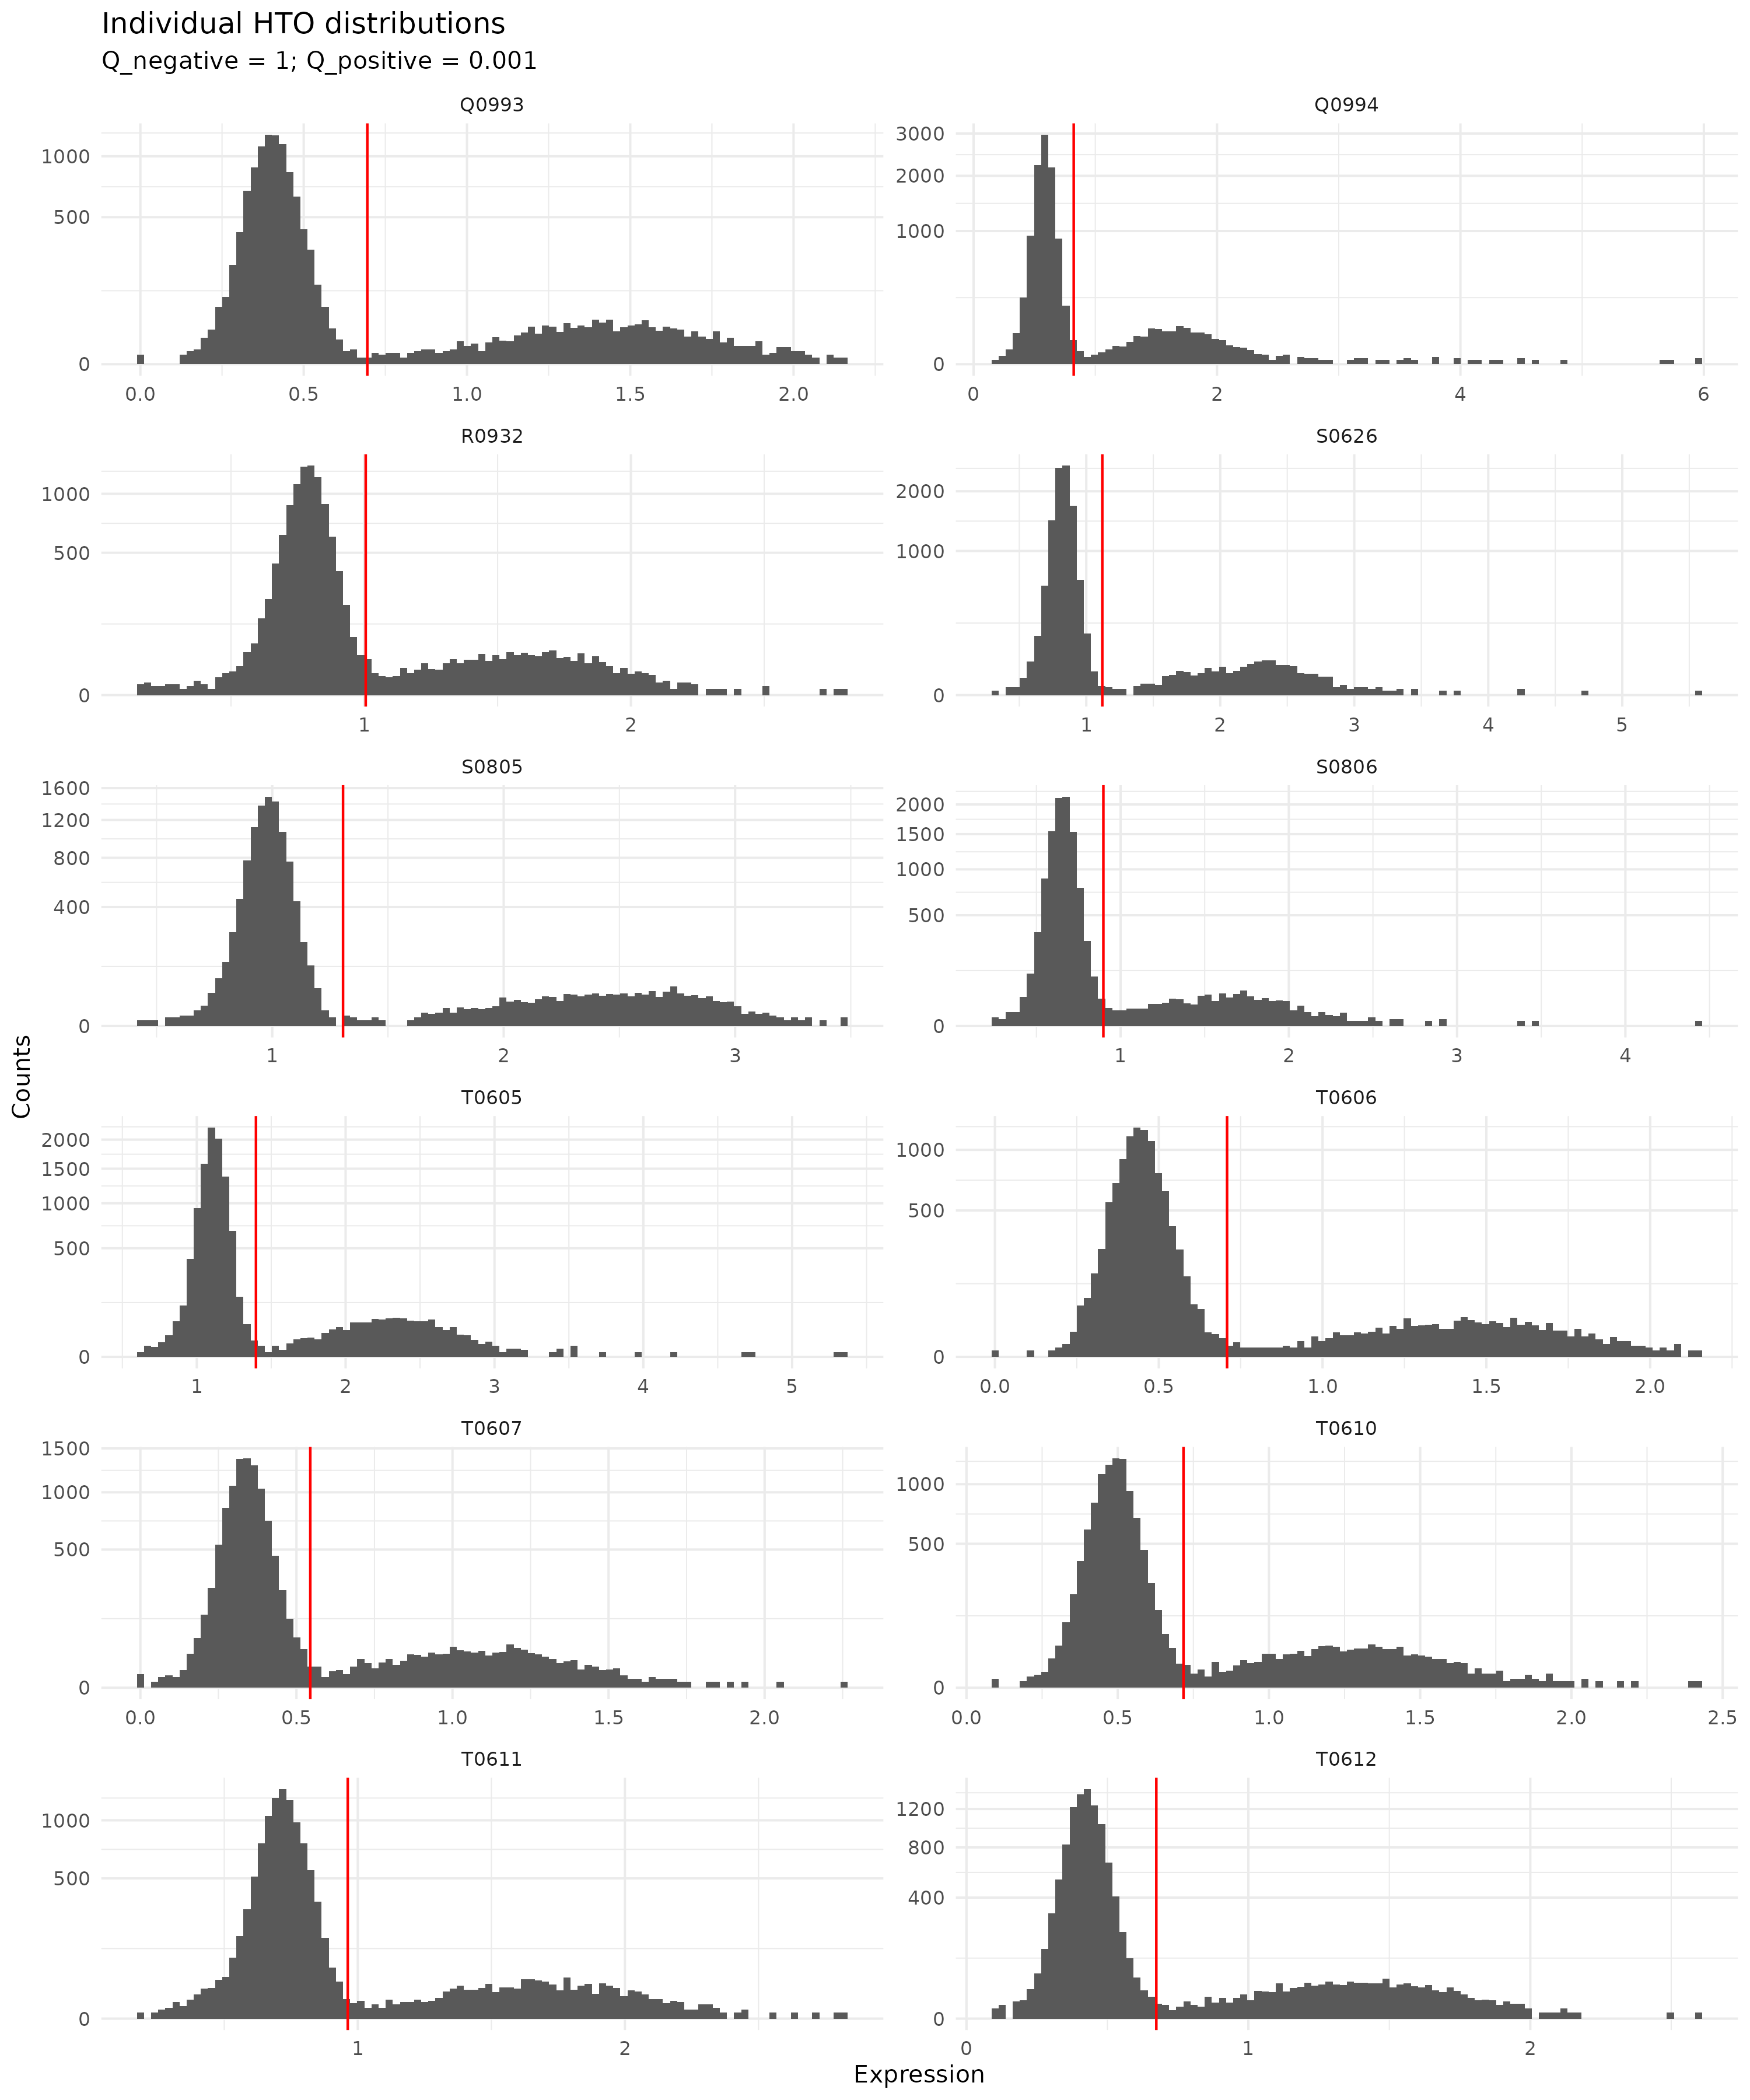 Individual HTO distributions
Q_negative = 1; Q_positive = 0.001
Q0993 Q0994
1000
500
0
0.0 0.5 1.0 1.5 2.0
3000
2000
1000
0
0 2 4 6
R0932 S0626
1000
500
0
1 2
2000
1000
0
1 2 3 4 5
S0805 S0806
1600
1200
800
400
0
1 2 3
2000
1500
1000
500
0
1 2 3 4
Counts
T0605 T0606
2000
1500
1000
500
0
1 2 3 4 5
1000
500
0
0.0 0.5 1.0 1.5 2.0
T0607 T0610
1500
1000
500
0
0.0 0.5 1.0 1.5 2.0
1000
500
0
0.0 0.5 1.0 1.5 2.0 2.5
T0611 T0612
1000
500
0
1 2
1200
800
400
0
0 1 2
Expression